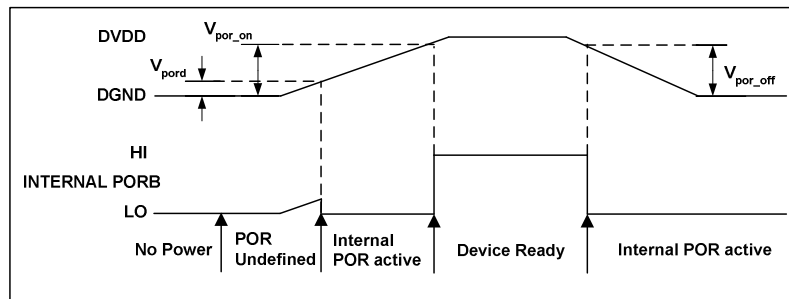 DVDD
Vpor_on
Vpord
DGND
Vpor_off
HI
INTERNAL PORB
LO
No Power
POR
Undefined
Internal
POR active
Device Ready
Internal POR active